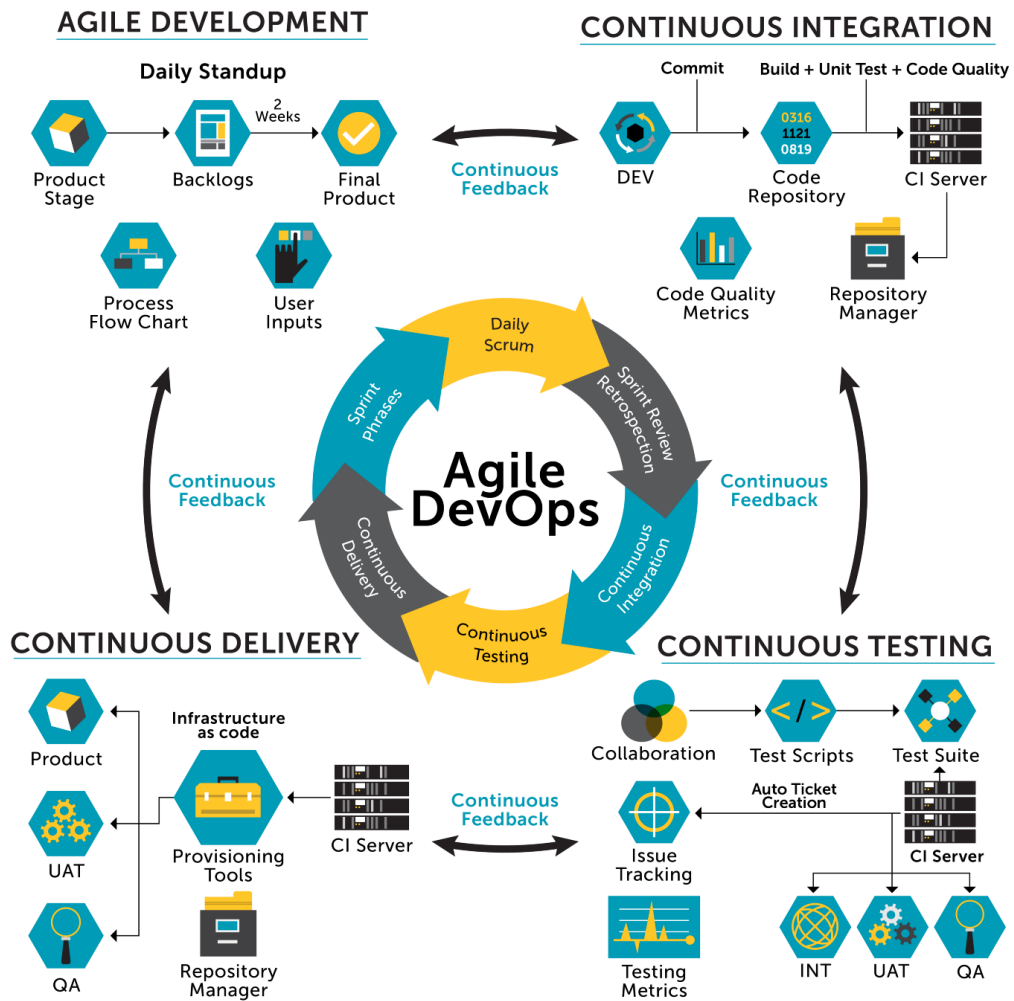 AGILE DEVELOPMENT
Daily Standup
2
Weeks
Product
Stage
Backlogs
Final
Product
Process
Flow Chart
User
Inputs
Continuous
Feedback
CONTINUOUS INTEGRATION
Commit
Build + Unit Test + Code Quality
0316
1121
0819
DEV
Code
Repository
CI Server
Code Quality
Metrics
Repository
Manager
Daily
Scrum
Sprint Review
Retrospection
Continuous
Integration
Continuous
Testing
Continuous
Delivery
Sprint
Phrases
Agile
DevOps
Continuous
Feedback
Continuous
Feedback
CONTINUOUS DELIVERY
Product
Infrastructure
as code
UAT
Provisioning
Tools
CI Server
QA
Repository
Manager
Continuous
Feedback
CONTINUOUS TESTING
Collaboration
</>
Test Scripts
Test Suite
Auto Ticket
Creation
Issue
Tracking
CI Server
Testing
Metrics
INT
UAT
QA